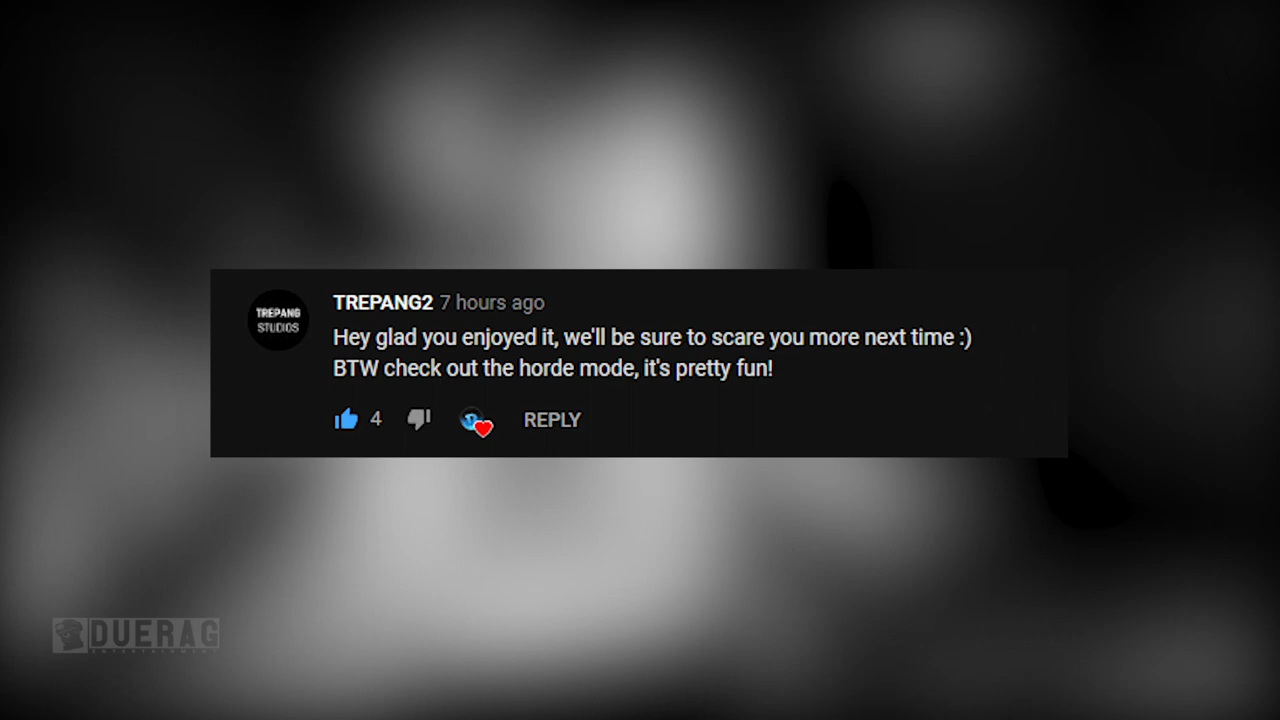 TREPANG
STUDIOS
TREPANG2 7 hours ago
Hey glad you enjoyed it, we'll be sure to scare you more next time :)
BTW check out the horde mode, it's pretty fun!
4 REPLY
DUERAG
ENTERTAINMENT